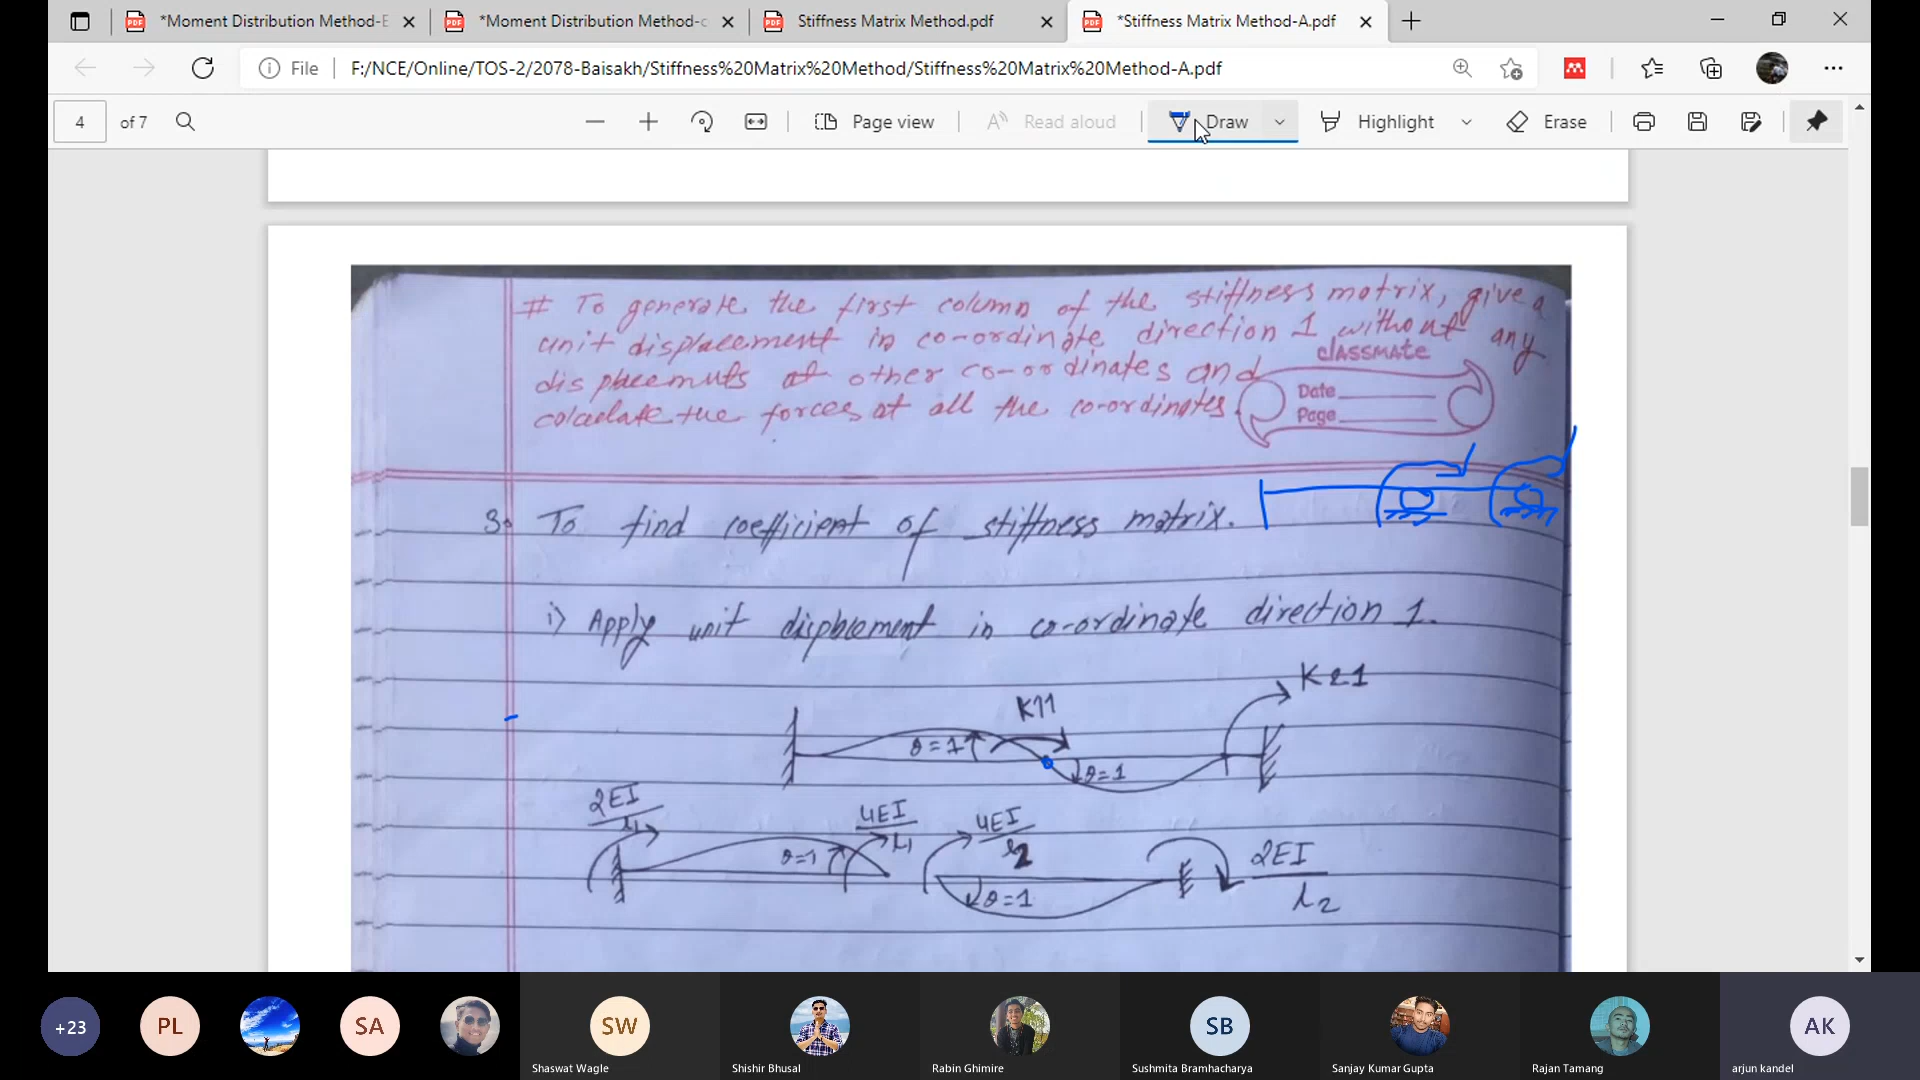 *Moment Distribution Method-E
*Moment Distribution Method-c
Stiffness Matrix Method.pdf
*Stiffness Matrix Method-A.pdf
File
F:/NCE/Online/TOS-2/2078-Baisakh/Stiffness%20Matrix%20Method/Stiffness%20Matrix%20Method-A.pdf
4 of 7
Page view
Read aloud
Draw
Highlight
Erase
# To generate the first column of the stiffness matrix, give a
unit displacement in co-ordinate direction 1 without any
displacements at other co-ordinates and
calculate the forces at all the co-ordinates.
classmate
Date
Page
3. To find coefficient of stiffness matrix.
i) Apply unit displacement in co-ordinate direction 1.
K11
K21
θ=1
θ=1
2EI/L1
4EI/L1
4EI/L2
2EI/L2
θ=1
θ=1
+23
PL
SA
SW
SB
AK
Shaswat Wagle
Shishir Bhusal
Rabin Ghimire
Sushmita Bramhacharya
Sanjay Kumar Gupta
Rajan Tamang
arjun kandel